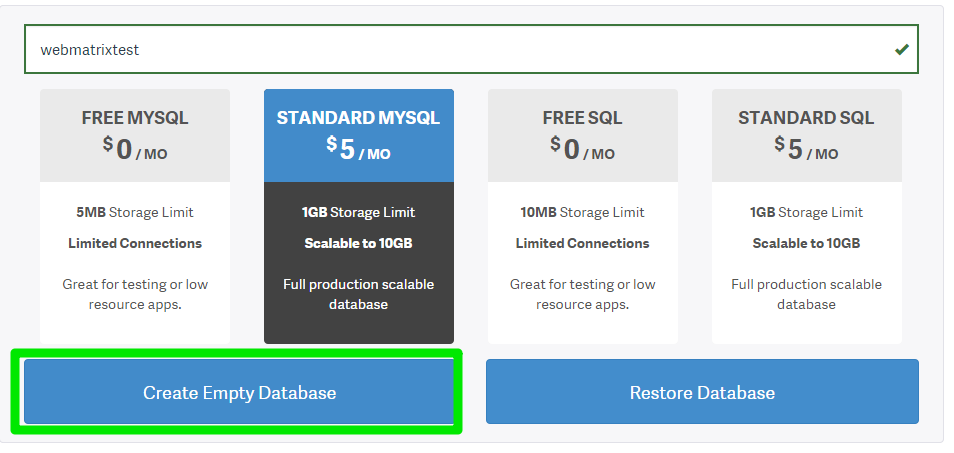 webmatrixtest
FREE MYSQL
$0 / MO
5MB Storage Limit
Limited Connections
Great for testing or low
resource apps.
STANDARD MYSQL
$5 / MO
1GB Storage Limit
Scalable to 10GB
Full production scalable
database
FREE SQL
$0 / MO
10MB Storage Limit
Limited Connections
Great for testing or low
resource apps.
STANDARD SQL
$5 / MO
1GB Storage Limit
Scalable to 10GB
Full production scalable
database
Create Empty Database
Restore Database